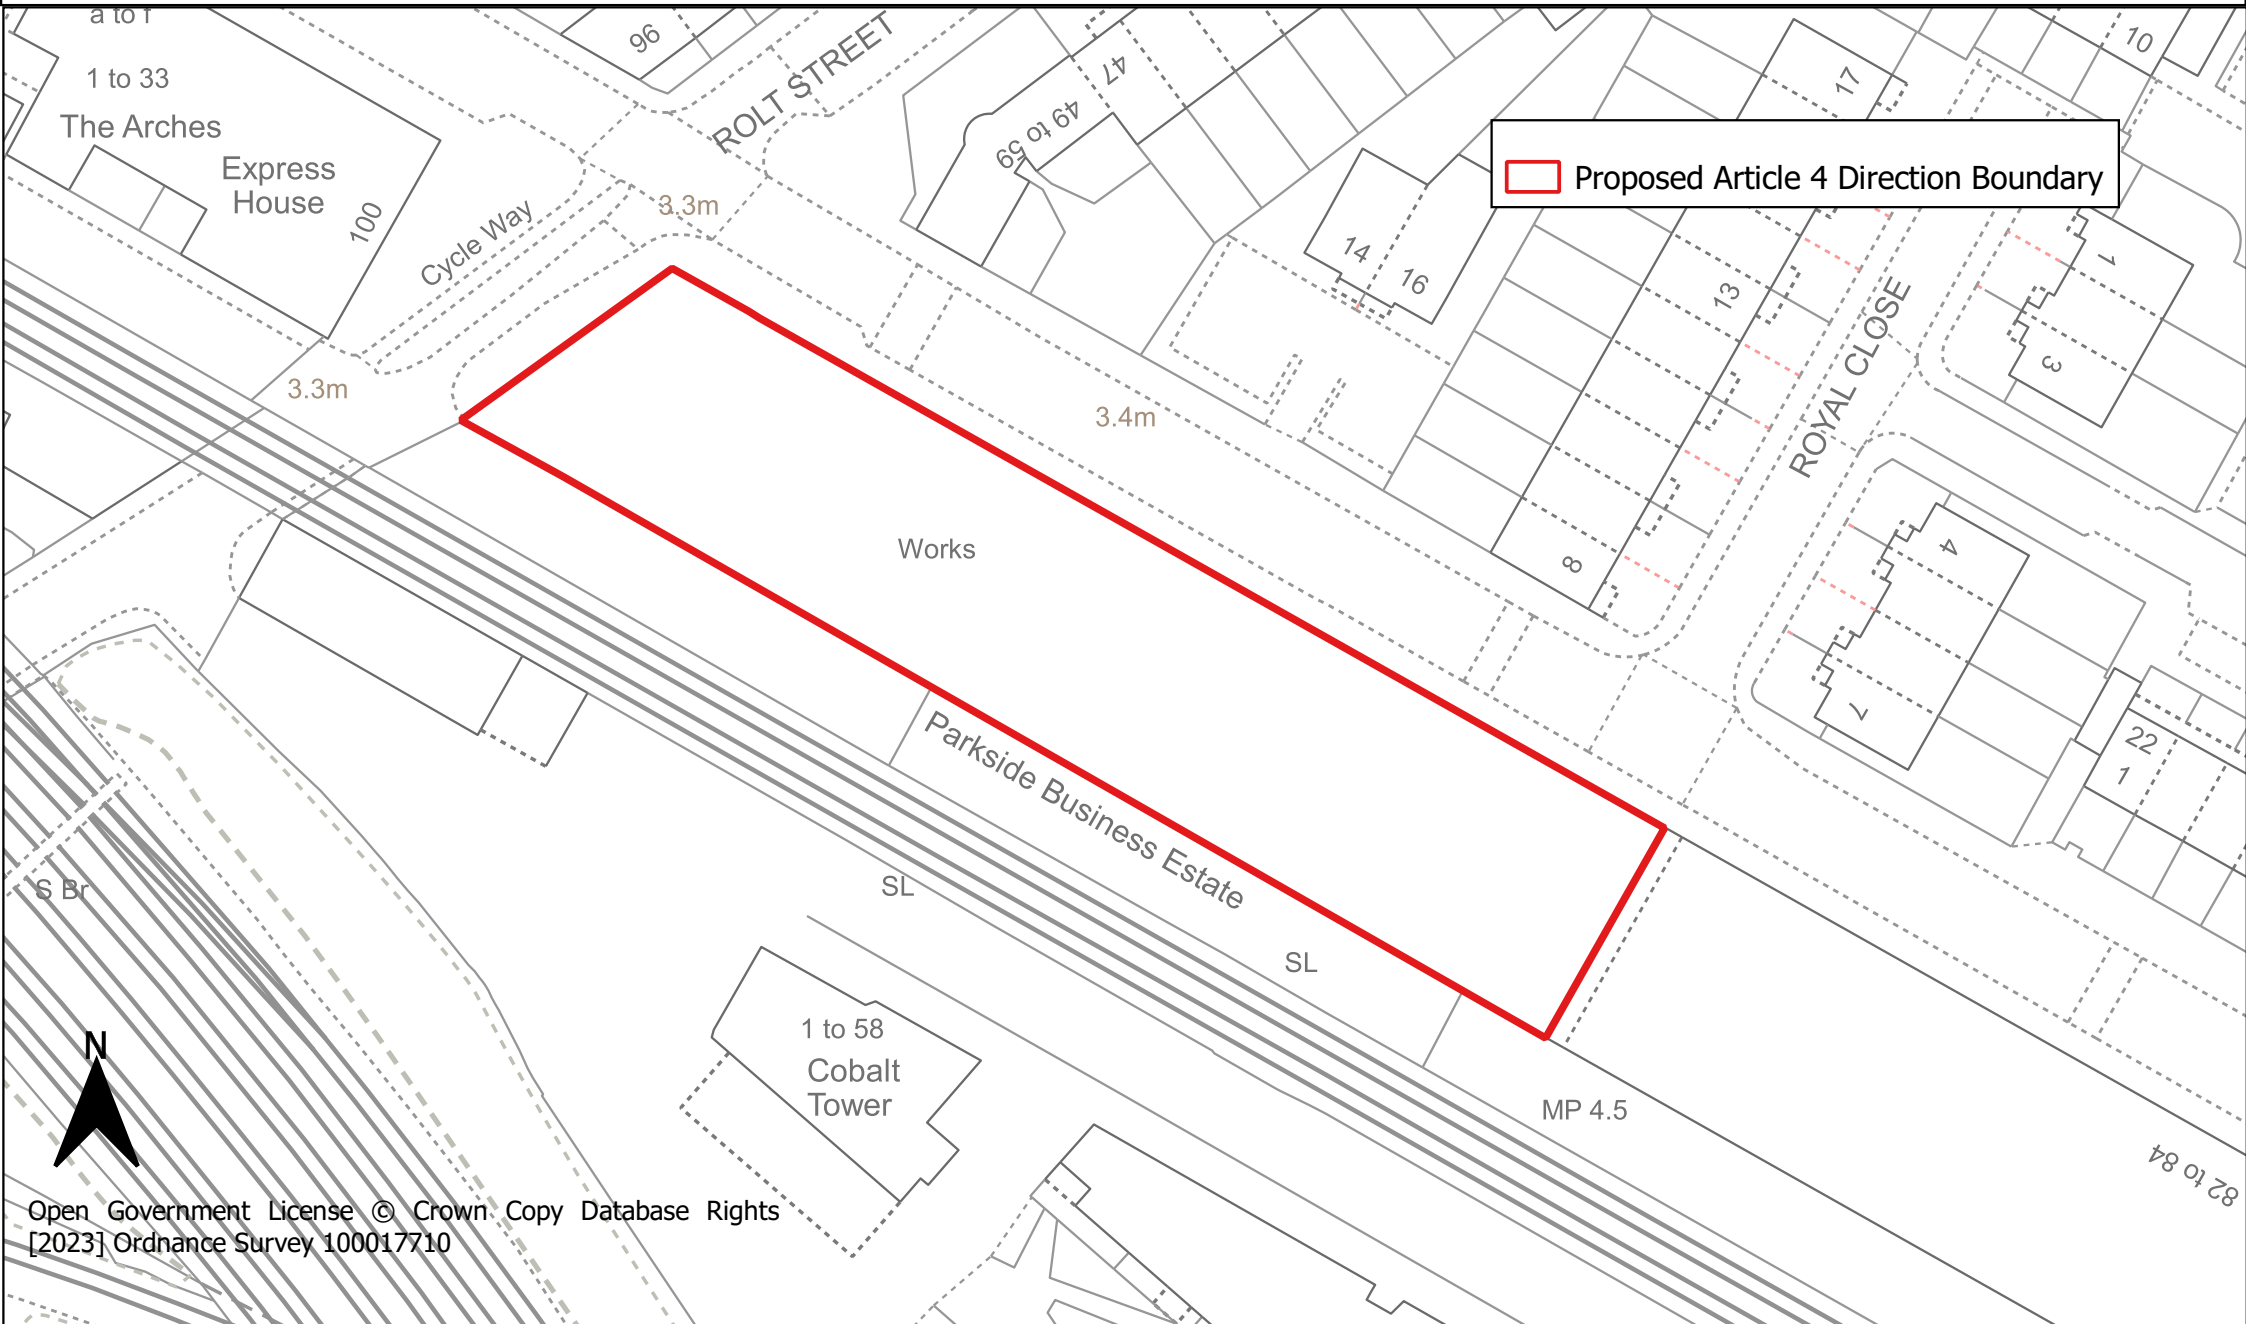 a to f
96
ROLT STREET
47
49 to 59
17
10
1 to 33
The Arches
Express
House
100
Cycle Way
3.3m
Proposed Article 4 Direction Boundary
14
16
13
1
3
ROYAL CLOSE
3.3m
3.4m
Works
8
4
7
22
1
Parkside Business Estate
SL
SL
S Br
N
1 to 58
Cobalt
Tower
MP 4.5
82 to 84
Open Government License © Crown Copy Database Rights
[2023] Ordnance Survey 100017710